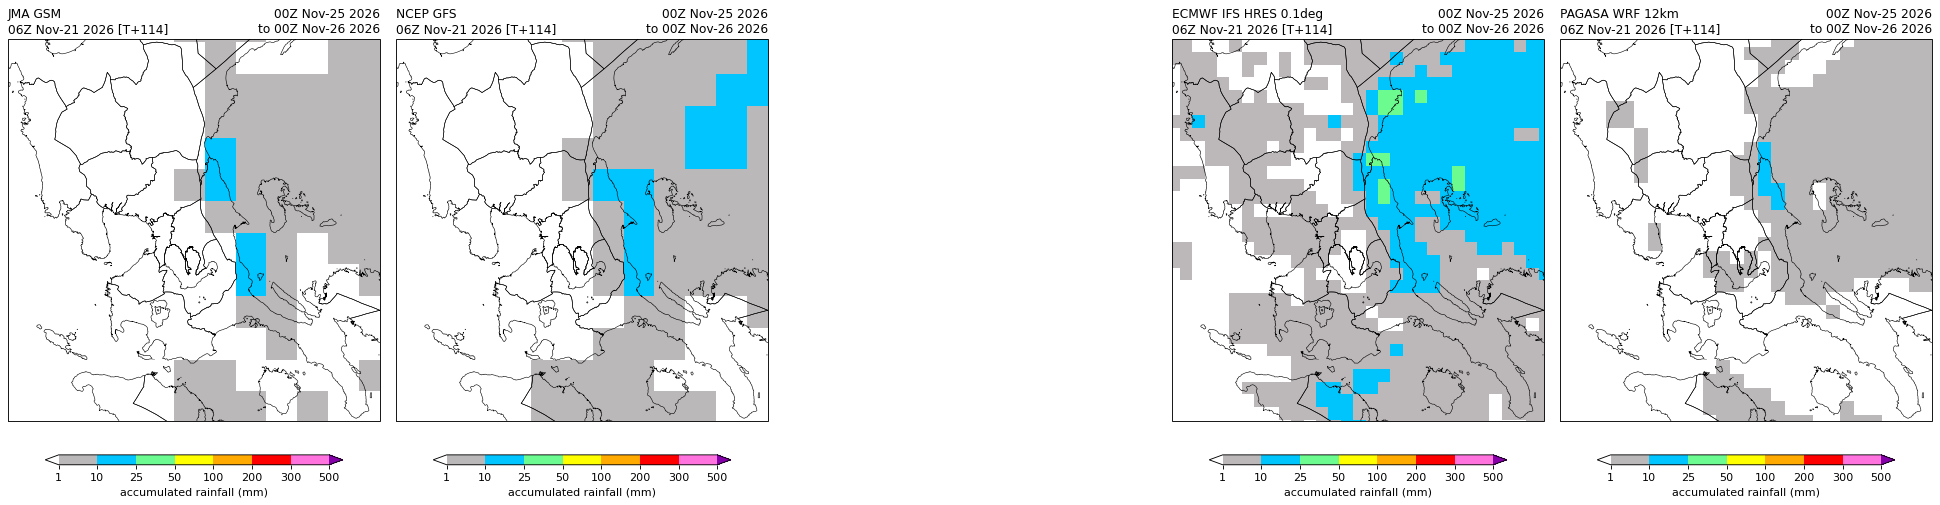 JMA GSM 00Z Nov-25 2026
06Z Nov-21 2026 [T+114] to 00Z Nov-26 2026
1 10 25 50 100 200 300 500
accumulated rainfall (mm)
NCEP GFS 00Z Nov-25 2026
06Z Nov-21 2026 [T+114] to 00Z Nov-26 2026
1 10 25 50 100 200 300 500
accumulated rainfall (mm)
ECMWF IFS HRES 0.1deg 00Z Nov-25 2026
06Z Nov-21 2026 [T+114] to 00Z Nov-26 2026
1 10 25 50 100 200 300 500
accumulated rainfall (mm)
PAGASA WRF 12km 00Z Nov-25 2026
06Z Nov-21 2026 [T+114] to 00Z Nov-26 2026
1 10 25 50 100 200 300 500
accumulated rainfall (mm)